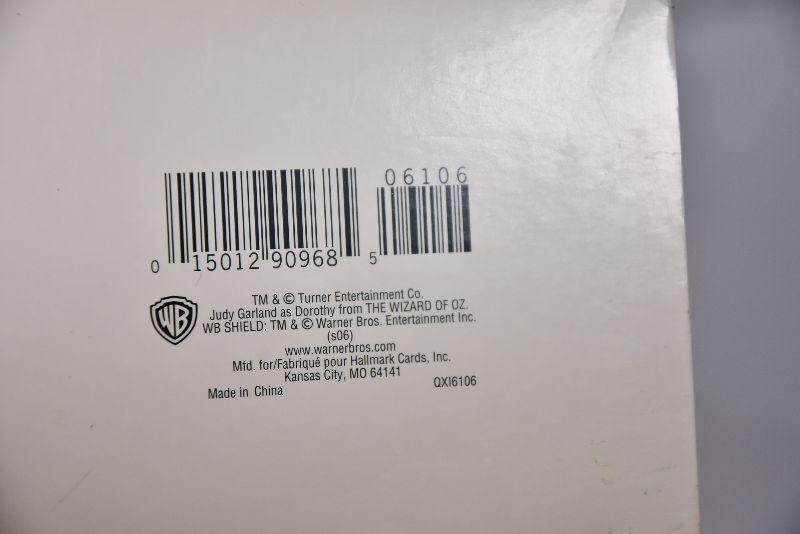 06106
0 15012 90968 5
WB
TM & © Turner Entertainment Co.
Judy Garland as Dorothy from THE WIZARD OF OZ.
WB SHIELD: TM & © Warner Bros. Entertainment Inc.
(s06)
www.warnerbros.com
Mfd. for/Fabriqué pour Hallmark Cards, Inc.
Kansas City, MO 64141
Made in China QXI6106